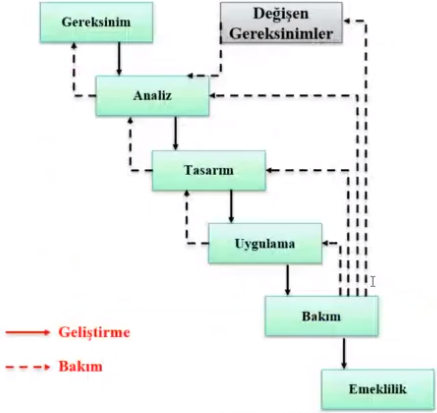 Gereksinim
Değişen
Gereksinimler
Analiz
Tasarım
Uygulama
Bakım
Geliştirme
Bakım
Emeklilik